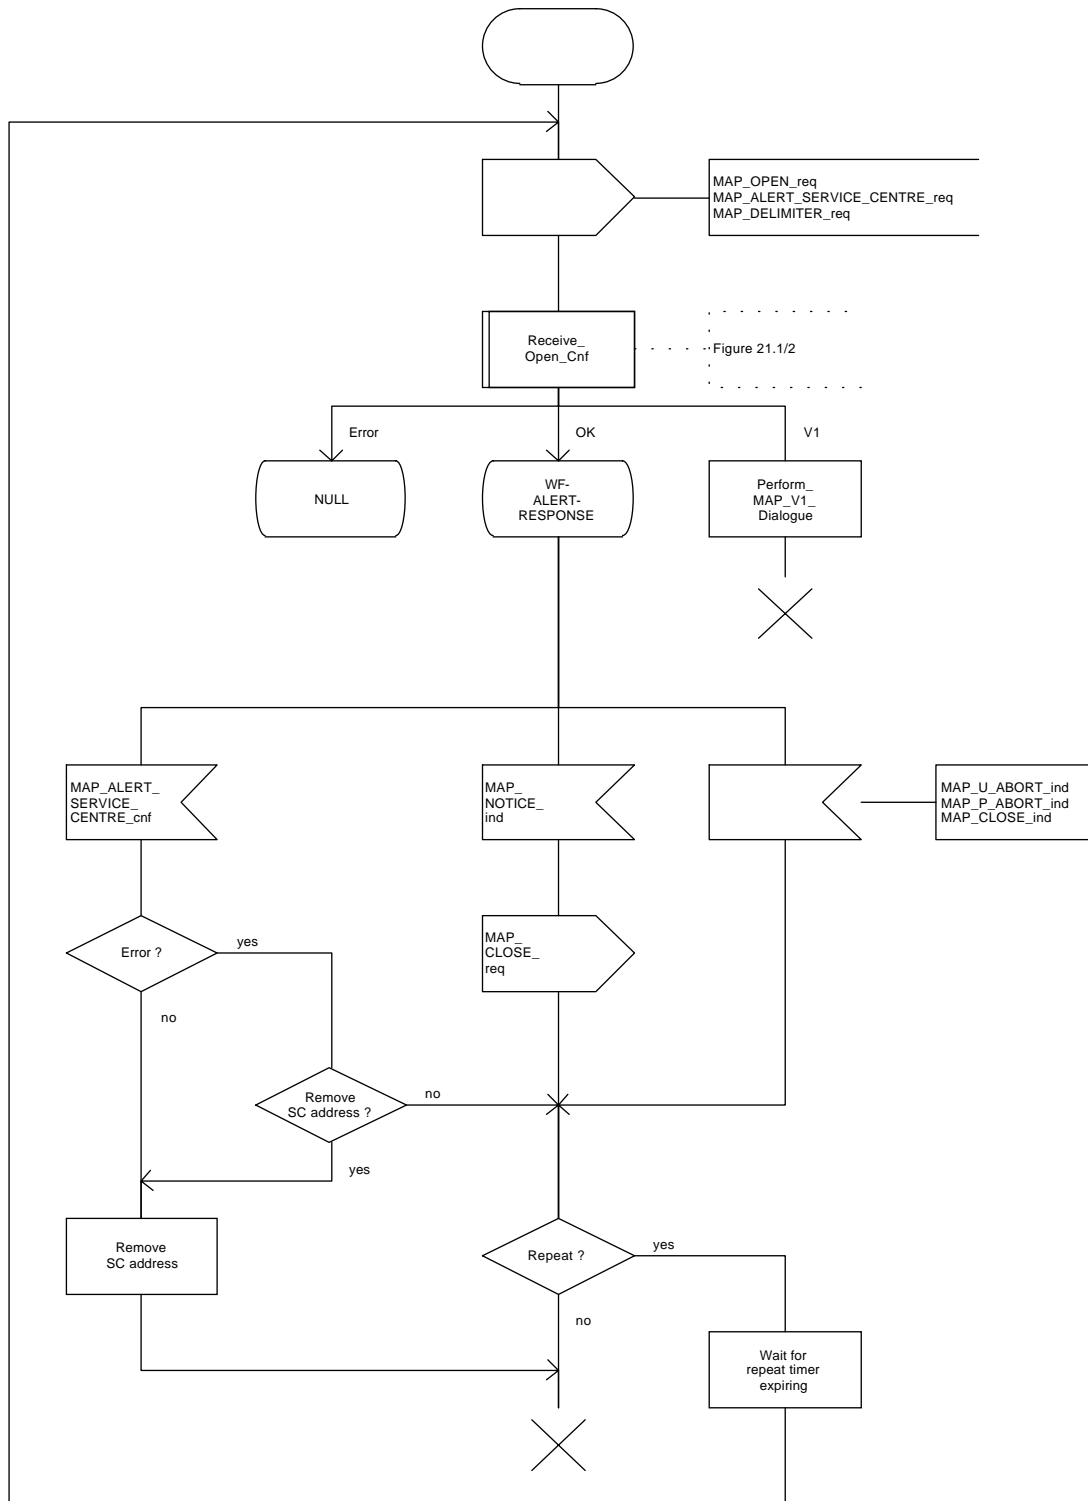 MAP_OPEN_req
MAP_ALERT_SERVICE_CENTRE_req
MAP_DELIMITER_req
Receive_
Open_Cnf
Figure 21.1/2
Error
OK
V1
NULL
WF-
ALERT-
RESPONSE
Perform_
MAP_V1_
Dialogue
MAP_ALERT_
SERVICE_
CENTRE_cnf
MAP_
NOTICE_
ind
MAP_U_ABORT_ind
MAP_P_ABORT_ind
MAP_CLOSE_ind
Error ?
yes
MAP_
CLOSE_
req
no
Remove
SC address ?
no
yes
Remove
SC address
Repeat ?
yes
no
Wait for
repeat timer
expiring